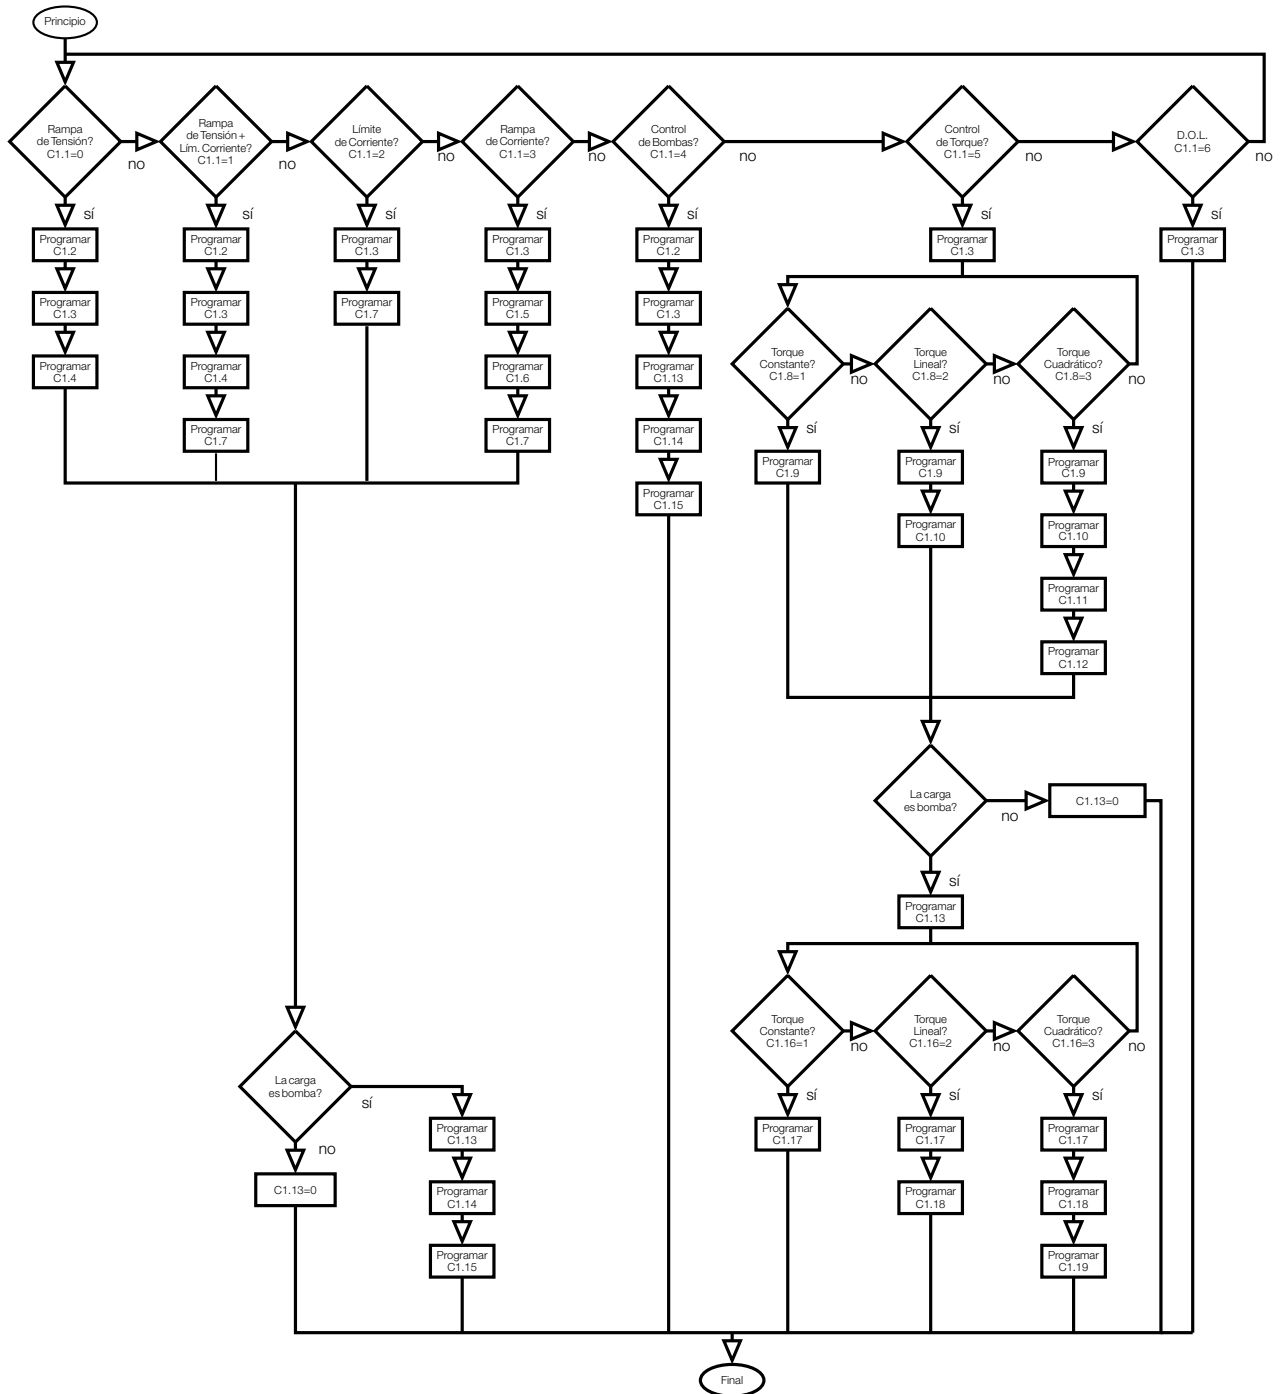 Principio
Rampa
de Tensión?
C1.1=0
no
Rampa
de Tensión +
Lím. Corriente?
C1.1=1
no
Límite
de Corriente?
C1.1=2
no
Rampa
de Corriente?
C1.1=3
no
Control
de Bombas?
C1.1=4
no
Control
de Torque?
C1.1=5
no
D.O.L.
C1.1=6
no
sí
sí
sí
sí
sí
sí
sí
Programar
C1.2
Programar
C1.2
Programar
C1.3
Programar
C1.3
Programar
C1.2
Programar
C1.3
Programar
C1.3
Programar
C1.3
Programar
C1.3
Programar
C1.7
Programar
C1.5
Programar
C1.3
Programar
C1.4
Programar
C1.4
Programar
C1.6
Programar
C1.13
Torque
Constante?
C1.8=1
no
Torque
Lineal?
C1.8=2
no
Torque
Cuadrático?
C1.8=3
no
Programar
C1.7
Programar
C1.7
Programar
C1.14
sí
sí
sí
Programar
C1.9
Programar
C1.9
Programar
C1.9
Programar
C1.15
Programar
C1.10
Programar
C1.10
Programar
C1.11
Programar
C1.12
La carga
es bomba?
no
C1.13=0
sí
Programar
C1.13
Torque
Constante?
C1.16=1
no
Torque
Lineal?
C1.16=2
no
Torque
Cuadrático?
C1.16=3
no
La carga
es bomba?
sí
sí
sí
sí
Programar
C1.13
Programar
C1.17
Programar
C1.17
Programar
C1.17
no
C1.13=0
Programar
C1.14
Programar
C1.18
Programar
C1.18
Programar
C1.15
Programar
C1.19
Final